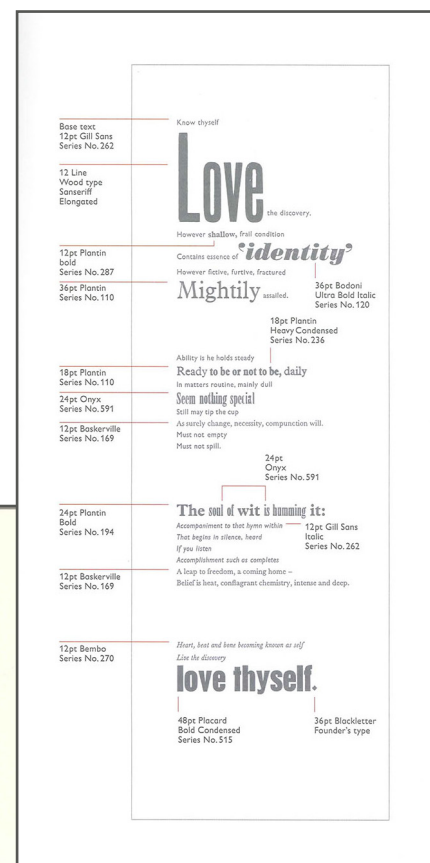 Know thyself
Base text
12pt Gill Sans
Series No. 262
Love the discovery.
12 Line
Wood type
Sanseriff
Elongated
However shallow, frail condition
Contains essence of ‘identity’
12pt Plantin
bold
Series No. 287
However fictive, furtive, fractured
Mightily assailed.
36pt Plantin
Series No. 110
36pt Bodoni
Ultra Bold Italic
Series No. 120
18pt Plantin
Heavy Condensed
Series No. 236
Ability is he holds steady
Ready to be or not to be, daily
18pt Plantin
Series No. 110
In matters routine, mainly dull
Seem nothing special
24pt Onyx
Series No. 591
Still may tip the cup
As surely change, necessity, compunction will.
12pt Baskerville
Series No. 169
Must not empty
Must not spill.
24pt
Onyx
Series No. 591
The soul of wit is humming it:
24pt Plantin
Bold
Series No. 194
Accompaniment to that hymn within
12pt Gill Sans
Italic
Series No. 262
That begins in silence, heard
If you listen
Accomplishment such as completes
A leap to freedom, a coming home –
12pt Baskerville
Series No. 169
Belief is heat, conflagrant chemistry, intense and deep.
Heart, beat and bone becoming known as self
12pt Bembo
Series No. 270
Live the discovery
love thyself.
48pt Placard
Bold Condensed
Series No. 515
36pt Blackletter
Founder's type